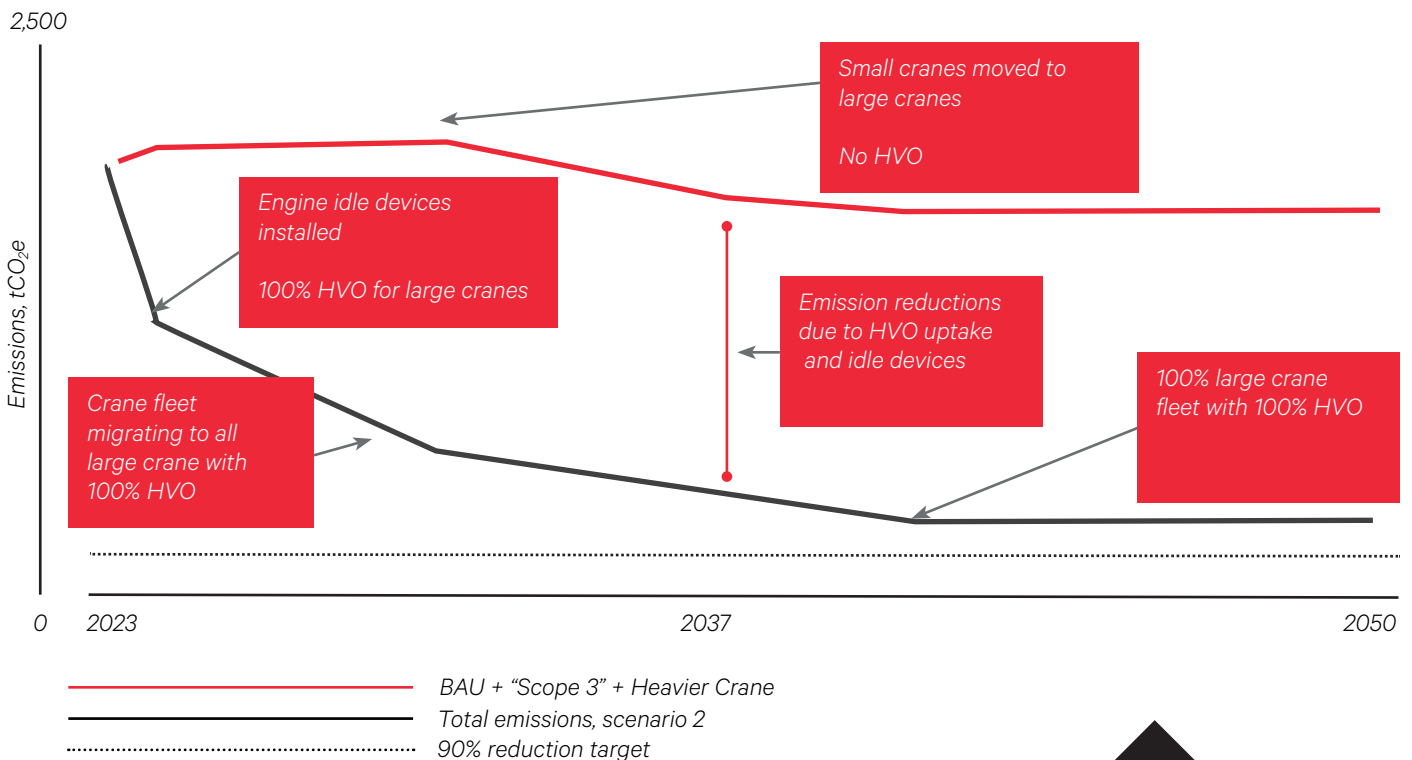 2,500
Emissions, tCO₂e
Small cranes moved to
large cranes
No HVO
Engine idle devices
installed
100% HVO for large cranes
Emission reductions
due to HVO uptake
and idle devices
100% large crane
fleet with 100% HVO
Crane fleet
migrating to all
large crane with
100% HVO
0 2023 2037 2050
BAU + “Scope 3” + Heavier Crane
Total emissions, scenario 2
90% reduction target